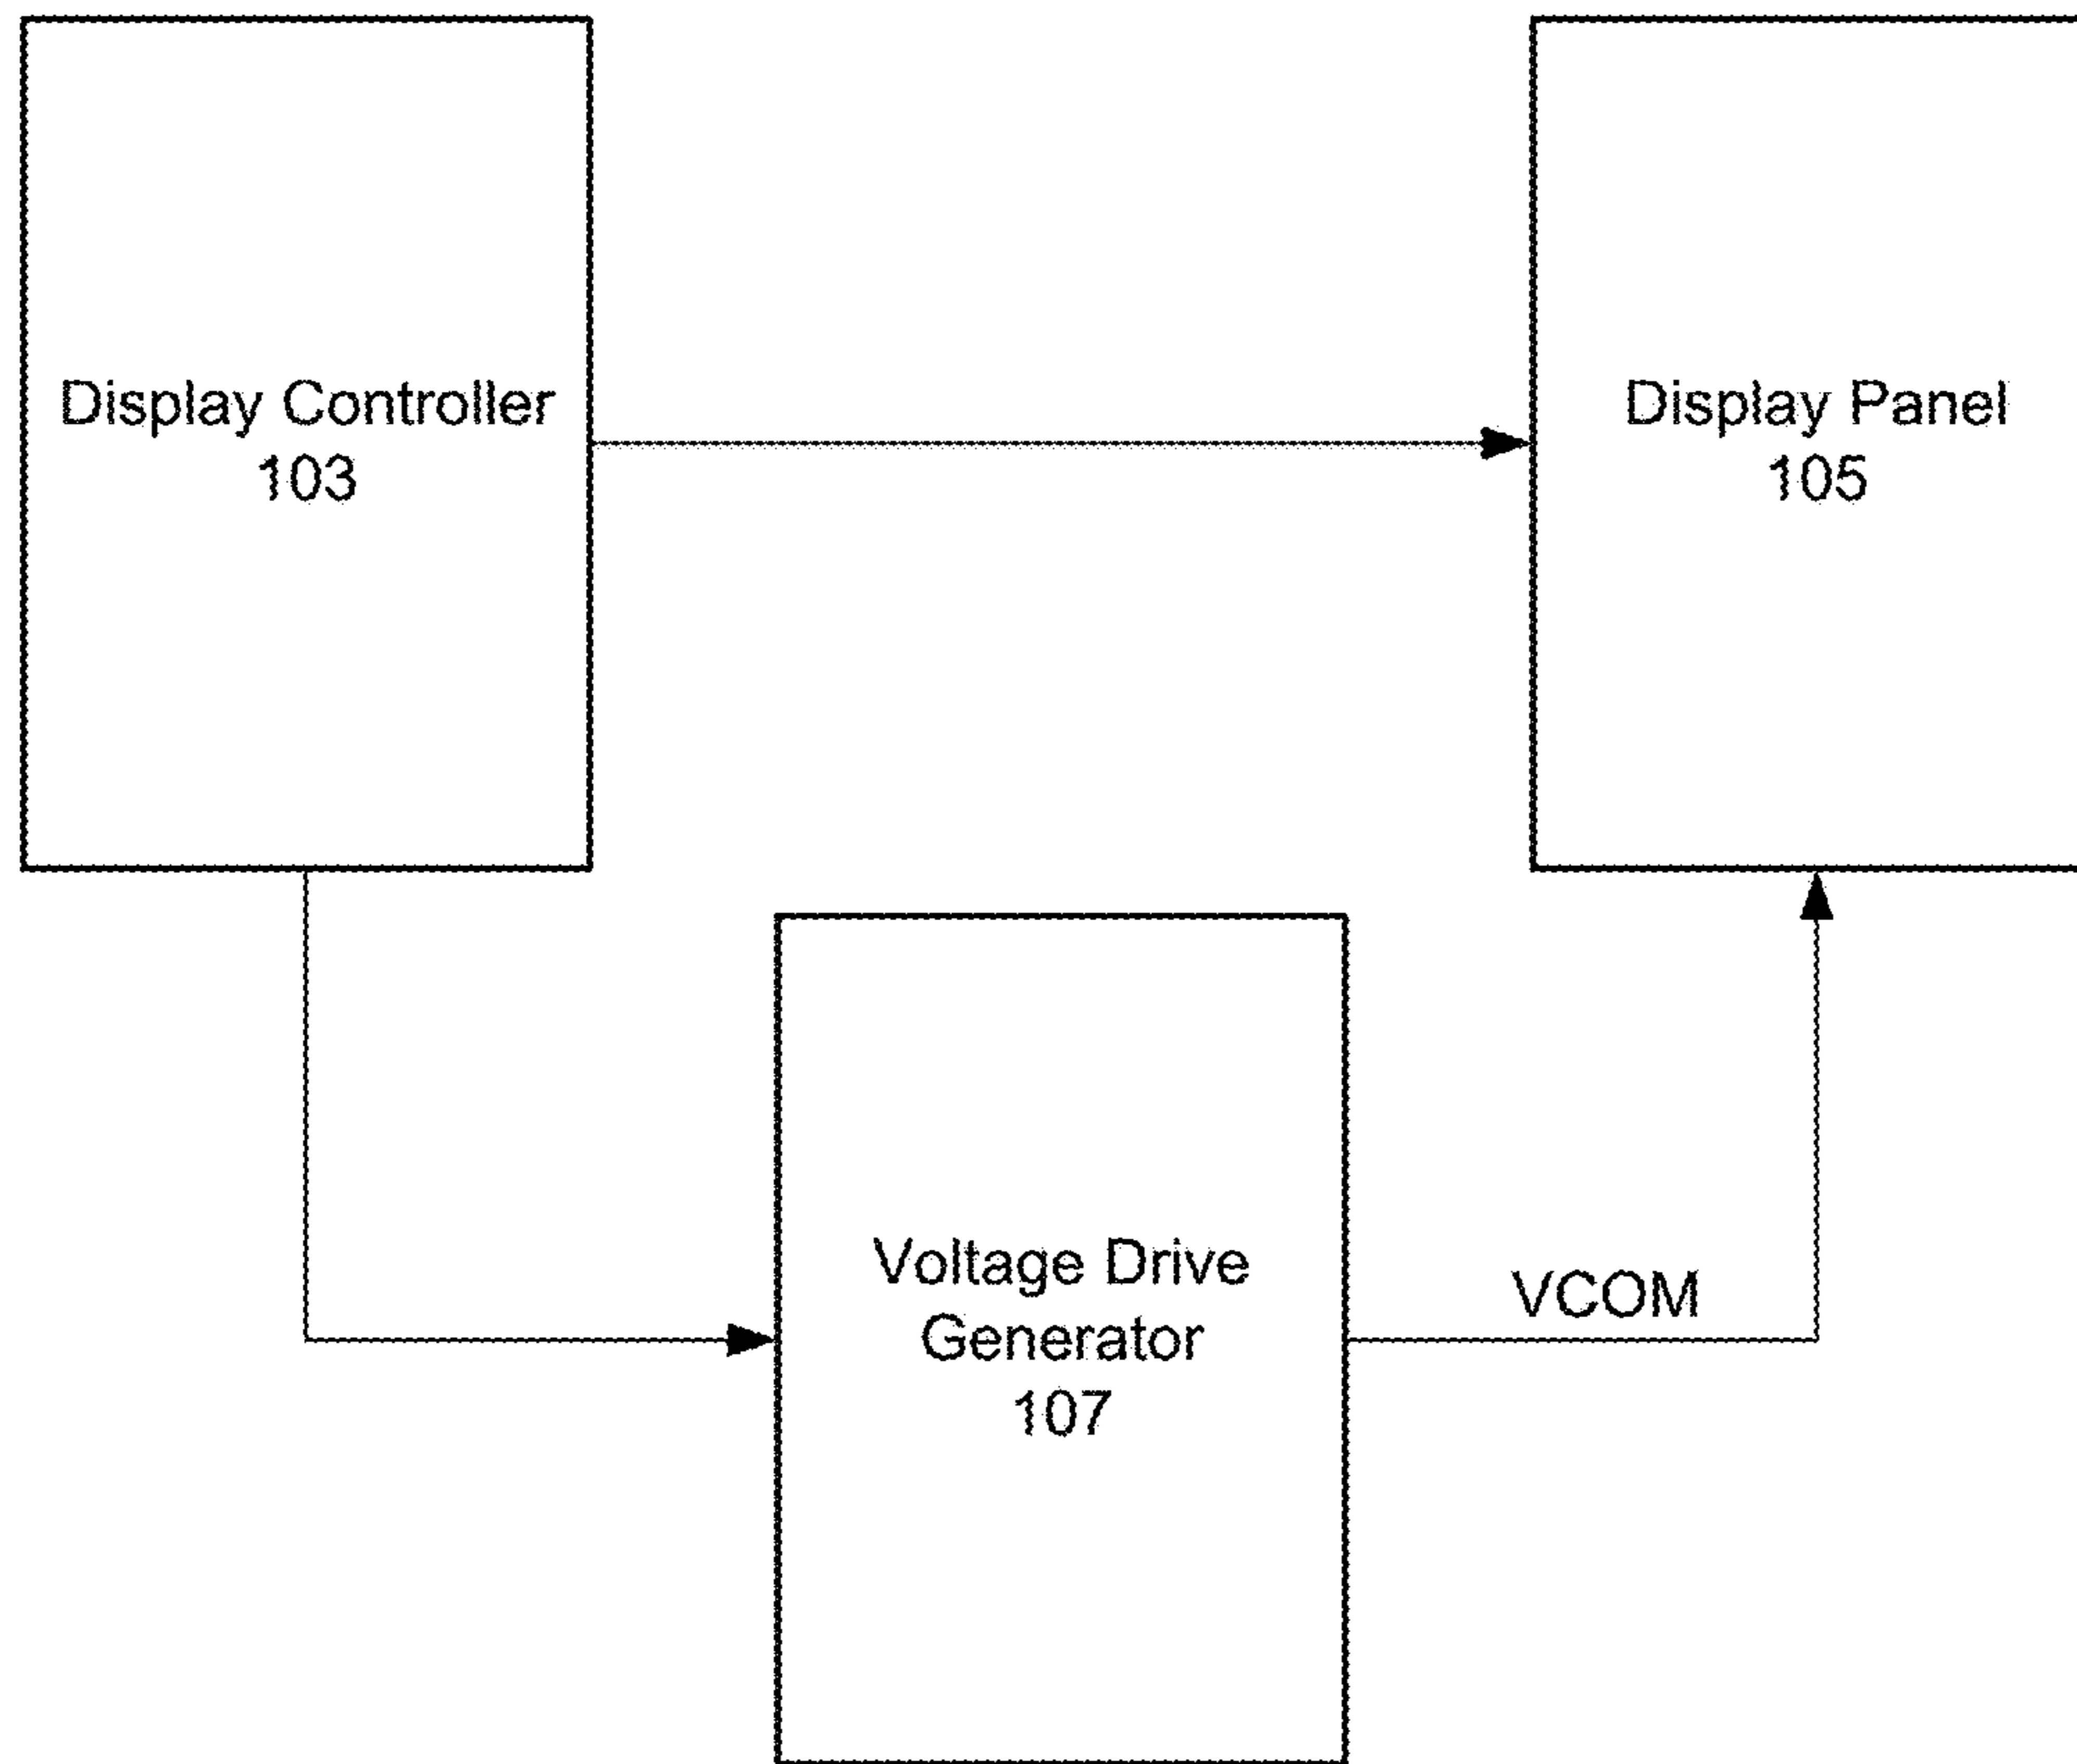 Display Controller
103
Display Panel
105
Voltage Drive
Generator
107
VCOM